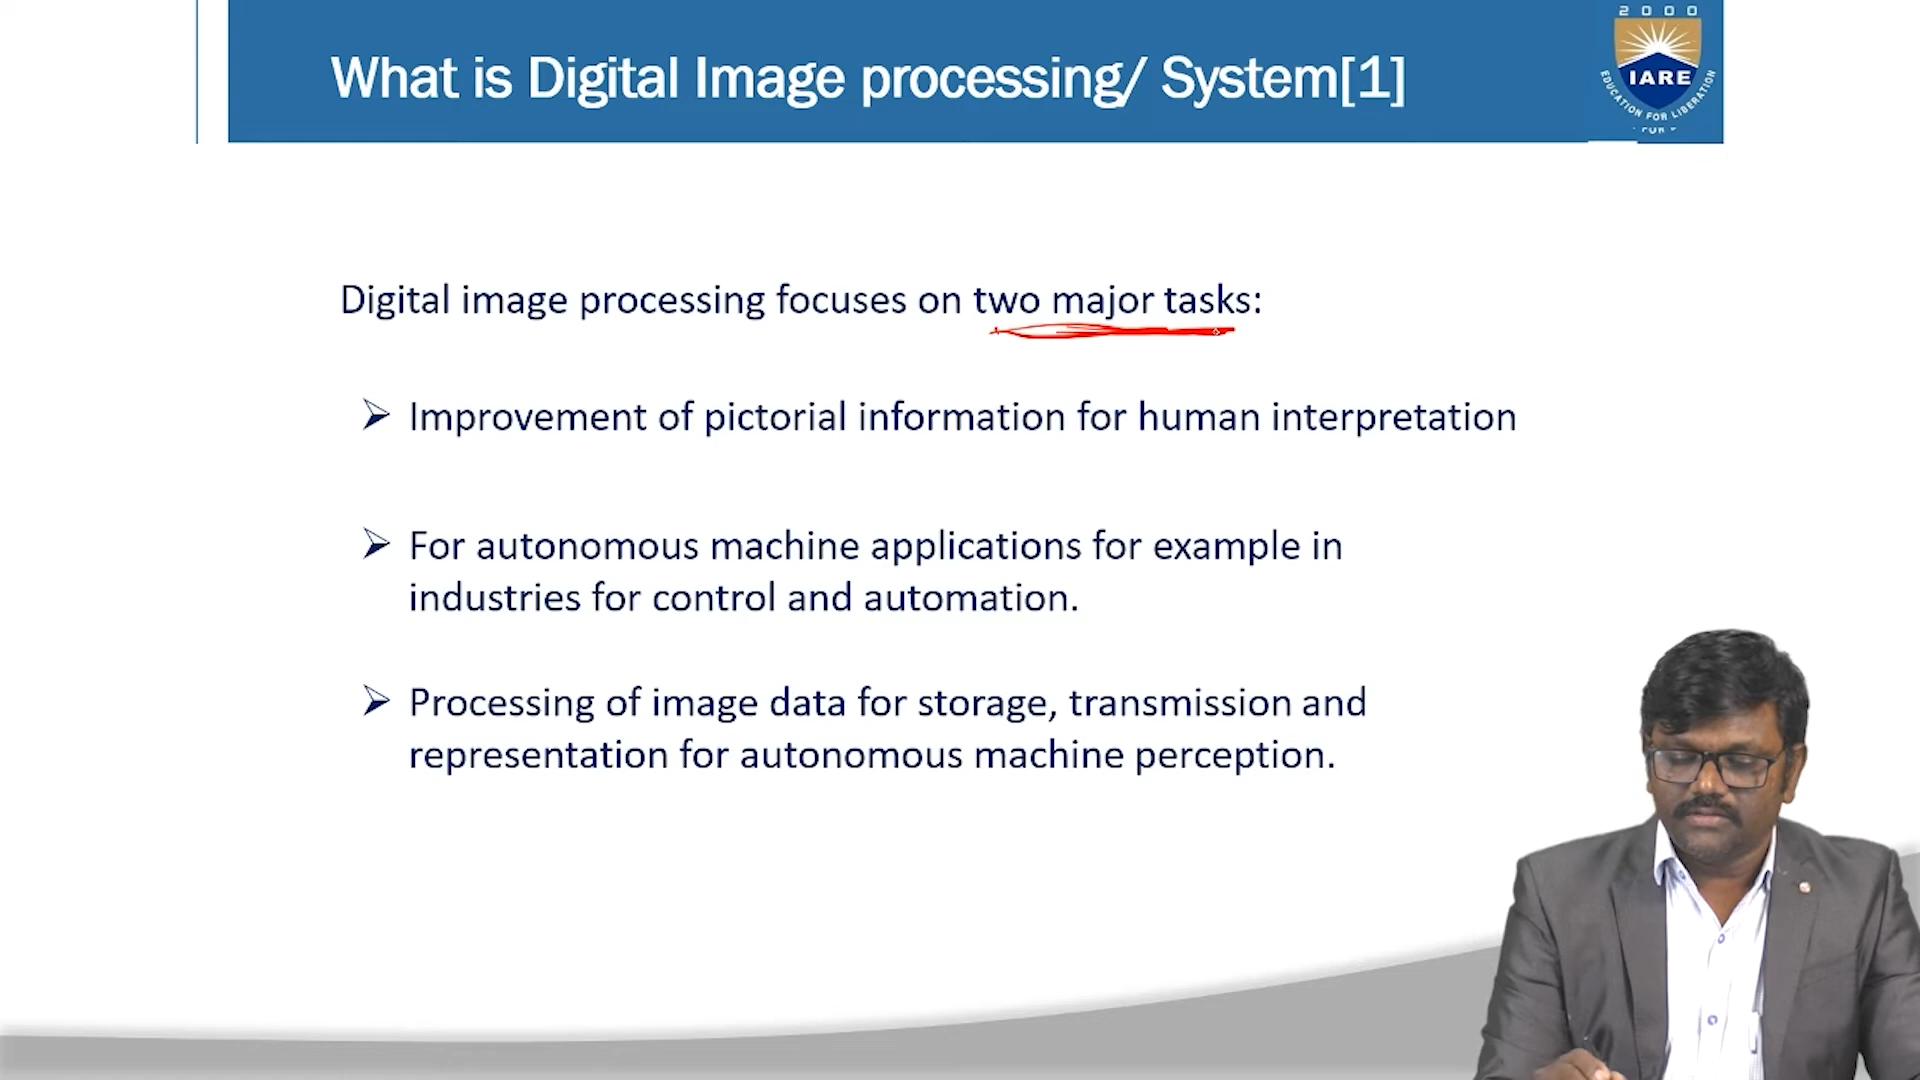 What is Digital Image processing/ System[1]
2000
IARE
EDUCATION FOR LIBERATION
Digital image processing focuses on two major tasks:
Improvement of pictorial information for human interpretation
For autonomous machine applications for example in
industries for control and automation.
Processing of image data for storage, transmission and
representation for autonomous machine perception.